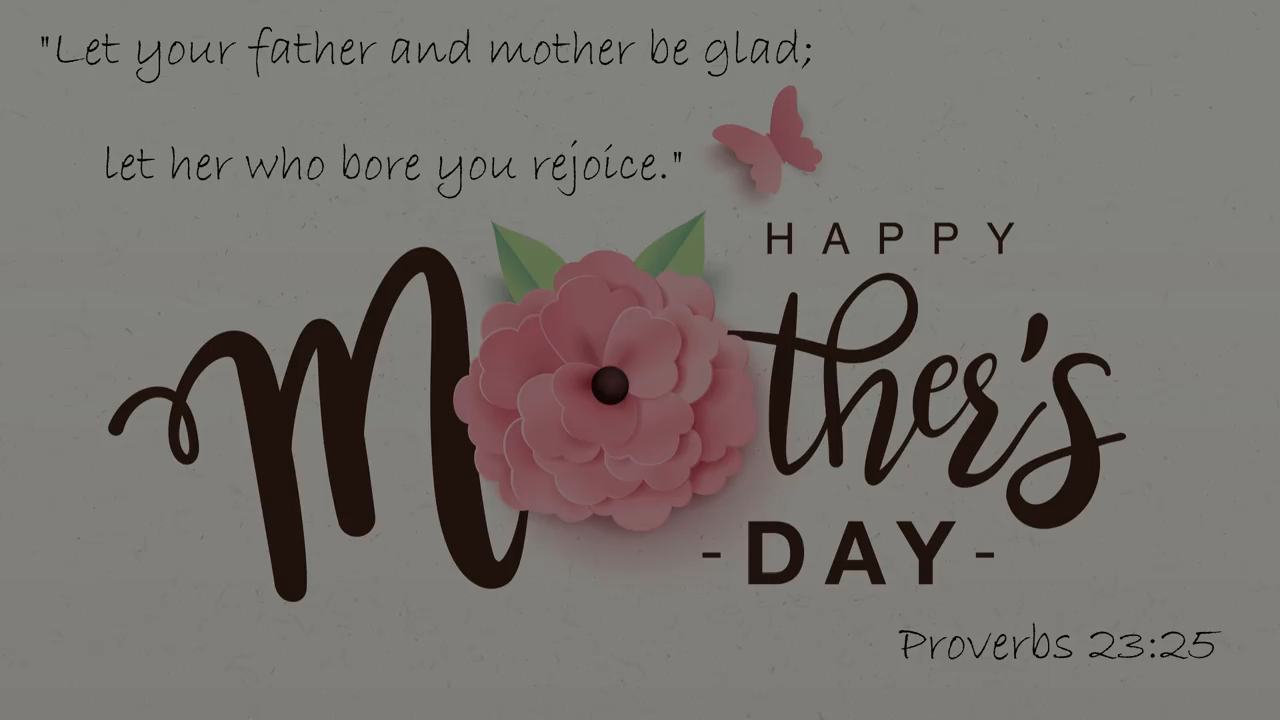 "Let your father and mother be glad;
let her who bore you rejoice."
HAPPY
Mother's
-DAY-
Proverbs 23:25